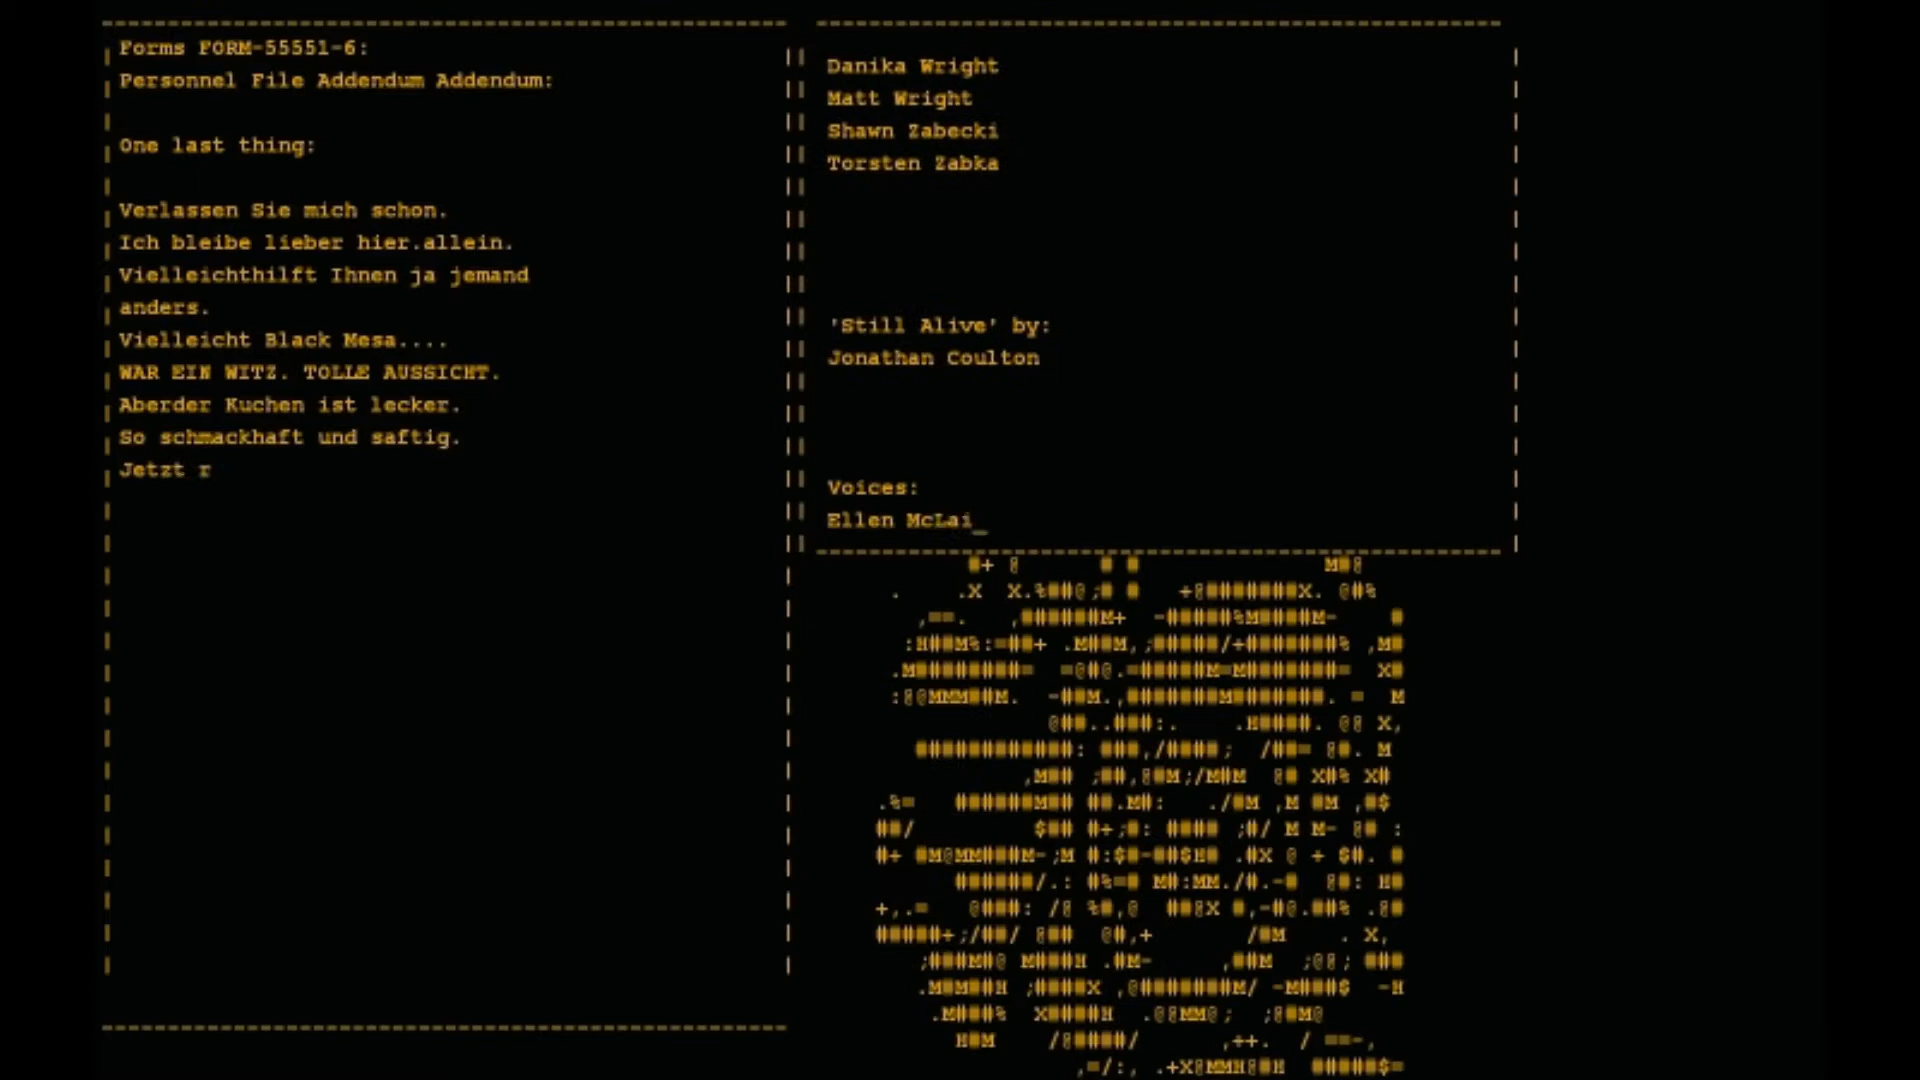 Forms FORM-55551-6:
Personnel File Addendum Addendum:
One last thing:
Verlassen Sie mich schon.
Ich bleibe lieber hier.allein.
Vielleichthilft Ihnen ja jemand
anders.
Vielleicht Black Mesa....
WAR EIN WITZ. TOLLE AUSSICHT.
Aberder Kuchen ist lecker.
So schmackhaft und saftig.
Jetzt r
Danika Wright
Matt Wright
Shawn Zabecki
Torsten Zabka
'Still Alive' by:
Jonathan Coulton
Voices:
Ellen McLai_